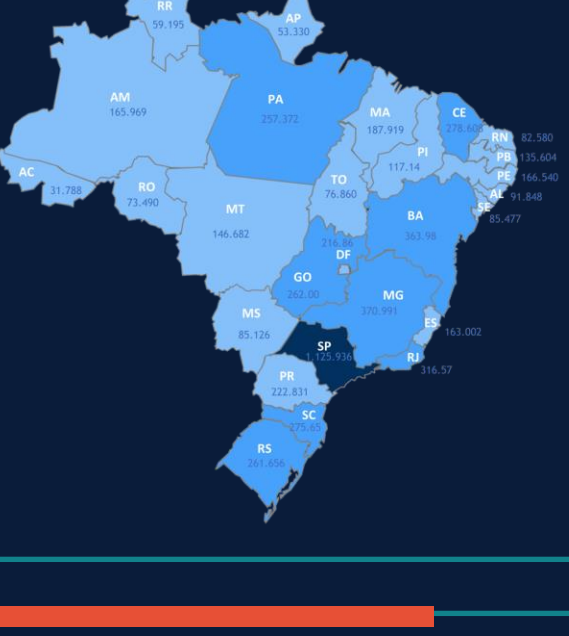 RR
59.195
AP
53.330
AM
165.969
PA
257.372
MA
187.919
CE
278.608
RN 82.580
PI
117.14
PB 135.604
PE 166.540
AC
31.788
RO
73.490
TO
76.860
AL 91.848
SE
85.477
MT
146.682
BA
363.98
216.86
DF
GO
262.00
MG
370.991
MS
85.126
ES
163.002
SP
1,125.936
RJ
316.57
PR
222.831
SC
275.65
RS
261.656